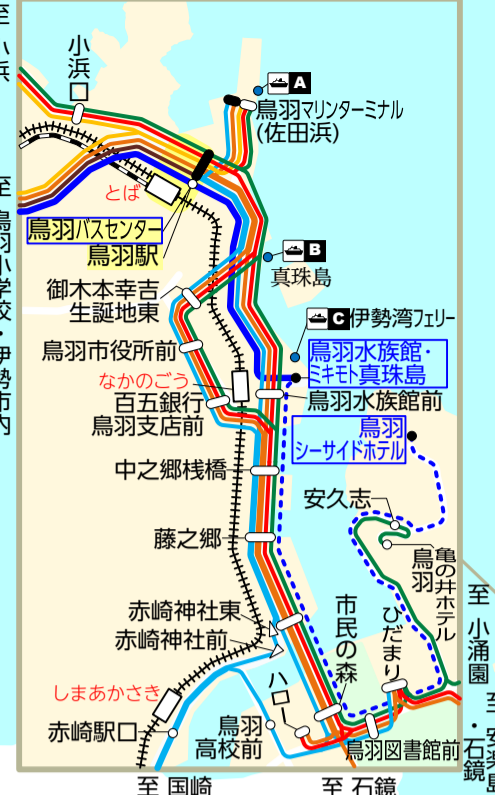 至 小浜
小浜口
A
鳥羽マリンターミナル
(佐田浜)
とば
至 鳥羽小学校・伊勢市内
鳥羽バスセンター
鳥羽駅
B
真珠島
御木本幸吉
生誕地東
C
伊勢湾フェリー
鳥羽市役所前
鳥羽水族館・
ミキモト真珠島
なかのごう
百五銀行
鳥羽支店前
鳥羽水族館前
鳥羽
シーサイドホテル
中之郷桟橋
安久志
藤之郷
亀の井ホテル
鳥羽
至 小涌園
赤崎神社東
赤崎神社前
市民の森
ひだまり
しまあかさき
ハロー
赤崎駅口
鳥羽
高校前
鳥羽図書館前
至 安楽島
・石鏡
至 国崎
至 石鏡